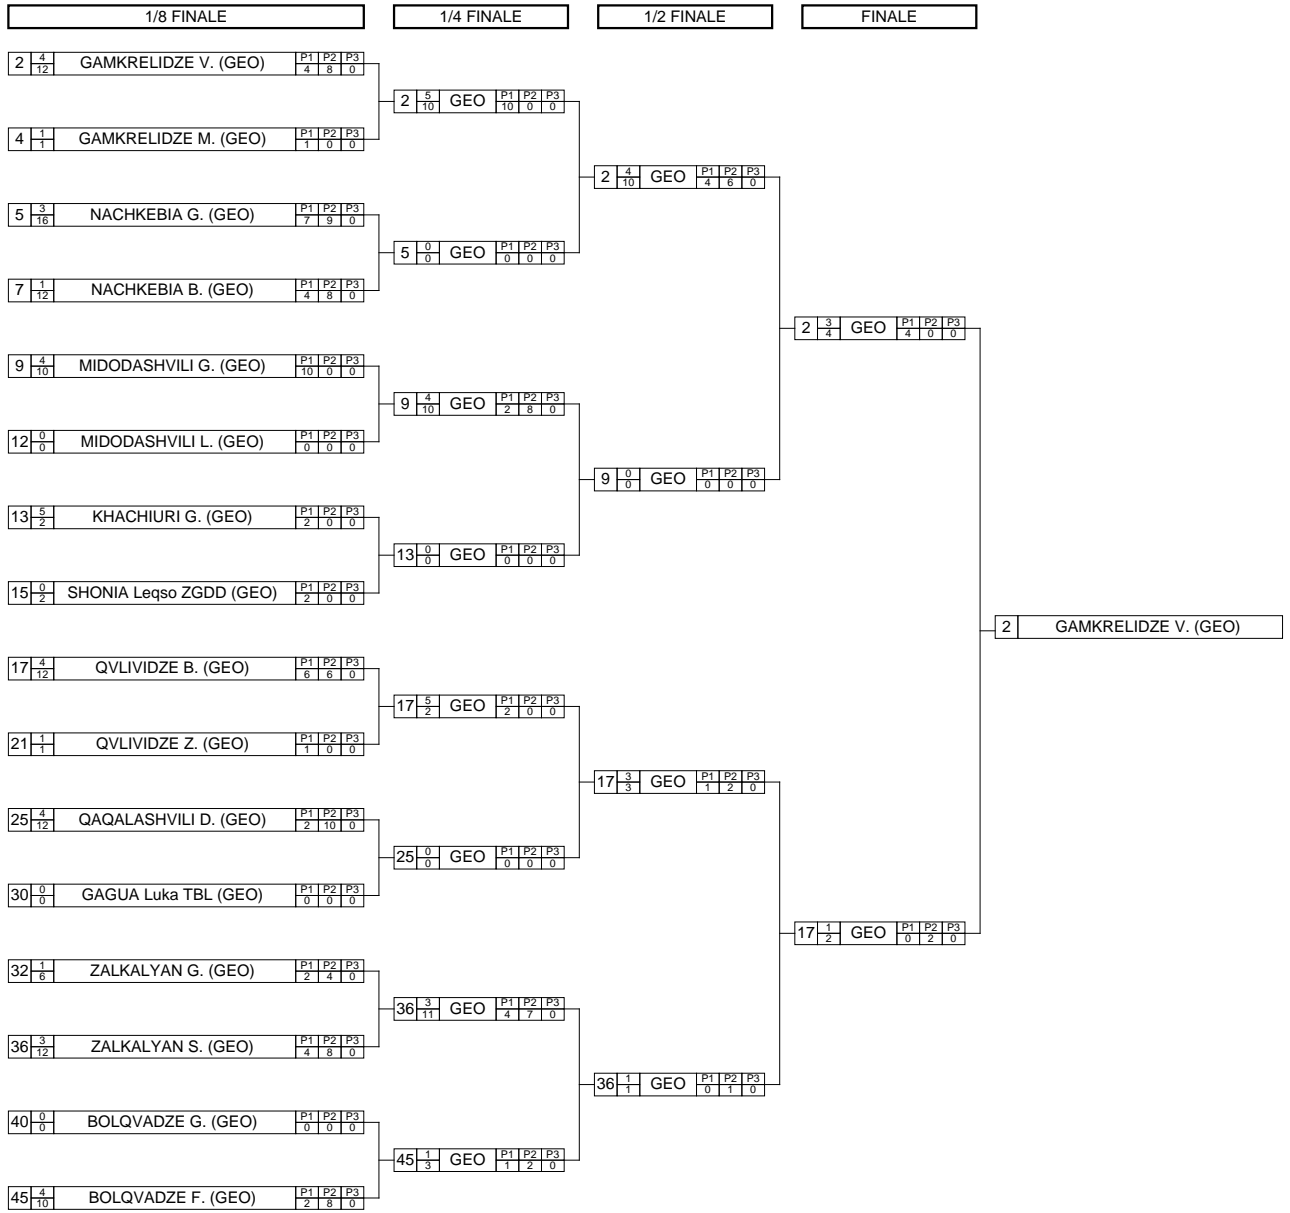 1/8 FINALE 1/4 FINALE 1/2 FINALE FINALE
2 4 12 GAMKRELIDZE V. (GEO) P1 P2 P3 4 8 0
2 5 10 GEO P1 P2 P3 10 0 0
4 1 1 GAMKRELIDZE M. (GEO) P1 P2 P3 1 0 0
2 4 10 GEO P1 P2 P3 4 6 0
5 3 16 NACHKEBIA G. (GEO) P1 P2 P3 7 9 0
5 0 0 GEO P1 P2 P3 0 0 0
7 1 12 NACHKEBIA B. (GEO) P1 P2 P3 4 8 0
2 3 4 GEO P1 P2 P3 4 0 0
9 4 10 MIDODASHVILI G. (GEO) P1 P2 P3 10 0 0
9 4 10 GEO P1 P2 P3 2 8 0
12 0 0 MIDODASHVILI L. (GEO) P1 P2 P3 0 0 0
9 0 0 GEO P1 P2 P3 0 0 0
13 5 2 KHACHIURI G. (GEO) P1 P2 P3 2 0 0
13 0 0 GEO P1 P2 P3 0 0 0
15 0 2 SHONIA Leqso ZGDD (GEO) P1 P2 P3 2 0 0
2 GAMKRELIDZE V. (GEO)
17 4 12 QVLIVIDZE B. (GEO) P1 P2 P3 6 6 0
17 5 2 GEO P1 P2 P3 2 0 0
21 1 1 QVLIVIDZE Z. (GEO) P1 P2 P3 1 0 0
17 3 3 GEO P1 P2 P3 1 2 0
25 4 12 QAQALASHVILI D. (GEO) P1 P2 P3 2 10 0
25 0 0 GEO P1 P2 P3 0 0 0
30 0 0 GAGUA Luka TBL (GEO) P1 P2 P3 0 0 0
17 1 2 GEO P1 P2 P3 0 2 0
32 1 6 ZALKALYAN G. (GEO) P1 P2 P3 2 4 0
36 3 11 GEO P1 P2 P3 4 7 0
36 3 12 ZALKALYAN S. (GEO) P1 P2 P3 4 8 0
36 1 1 GEO P1 P2 P3 0 1 0
40 0 0 BOLQVADZE G. (GEO) P1 P2 P3 0 0 0
45 1 3 GEO P1 P2 P3 1 2 0
45 4 10 BOLQVADZE F. (GEO) P1 P2 P3 2 8 0